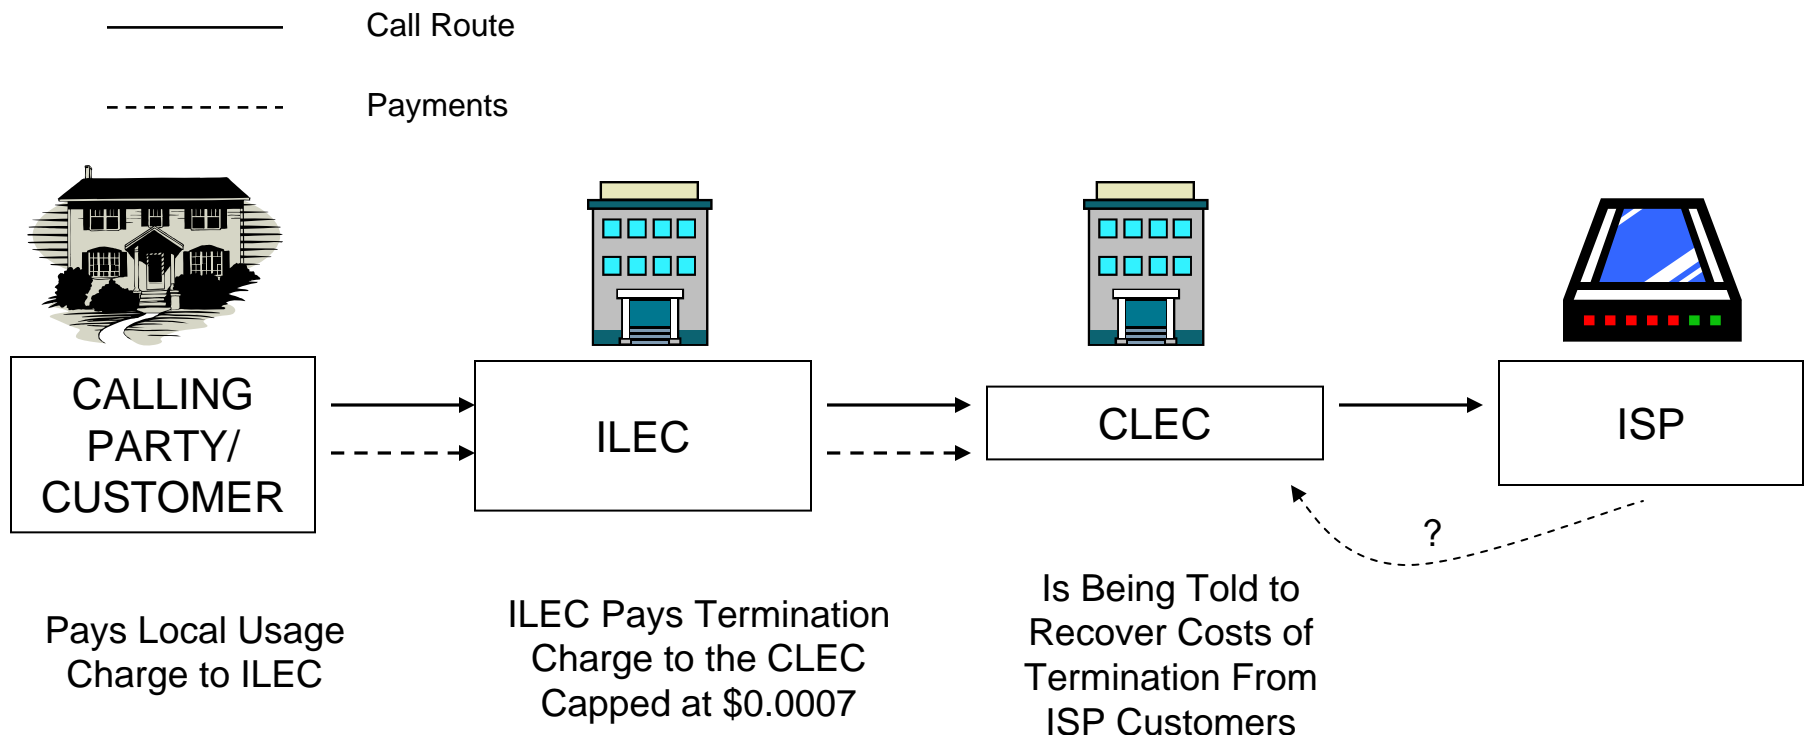 Call Route
Payments
CALLING
PARTY/
CUSTOMER
ILEC
CLEC
ISP
?
Pays Local Usage
Charge to ILEC
ILEC Pays Termination
Charge to the CLEC
Capped at $0.0007
Is Being Told to
Recover Costs of
Termination From
ISP Customers